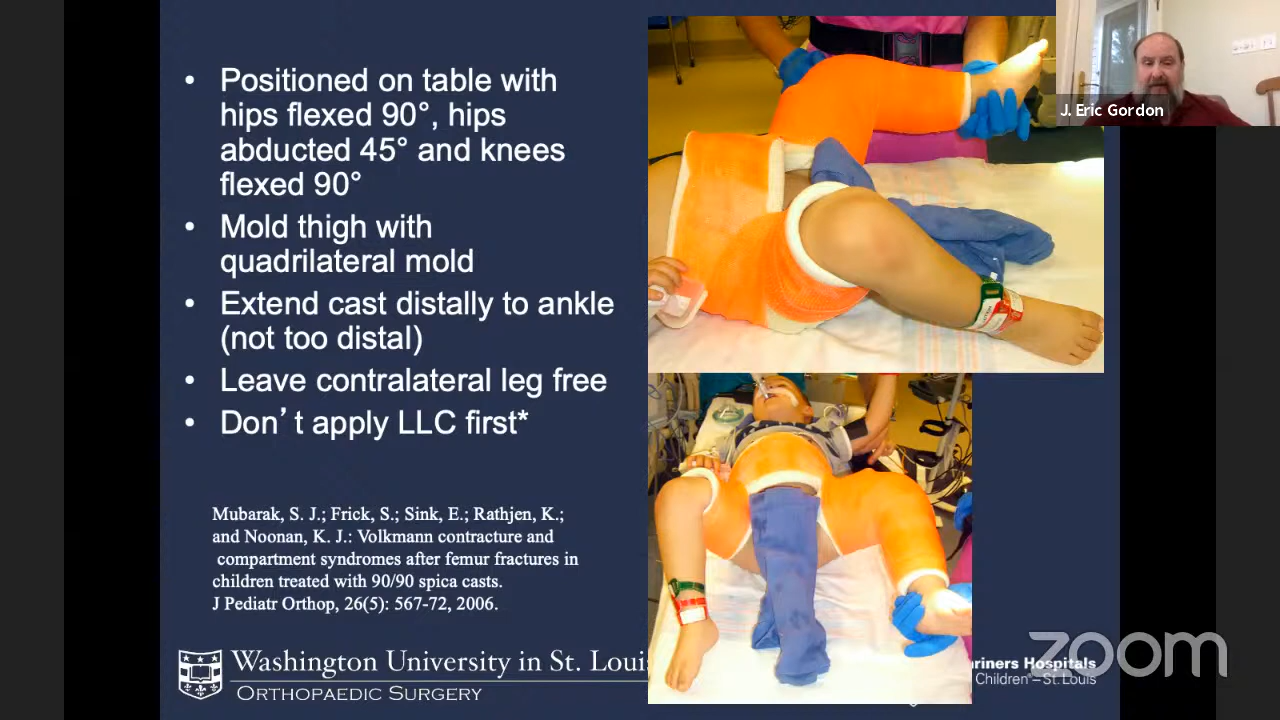 • Positioned on table with
hips flexed 90°, hips
abducted 45° and knees
flexed 90°
• Mold thigh with
quadrilateral mold
• Extend cast distally to ankle
(not too distal)
• Leave contralateral leg free
• Don’t apply LLC first*
Mubarak, S. J.; Frick, S.; Sink, E.; Rathjen, K.;
and Noonan, K. J.: Volkmann contracture and
compartment syndromes after femur fractures in
children treated with 90/90 spica casts.
J Pediatr Orthop, 26(5): 567-72, 2006.
Washington University in St. Loui
ORTHOPAEDIC SURGERY
J. Eric Gordon
riners Hospitals
Children™–St. Louis
zoom